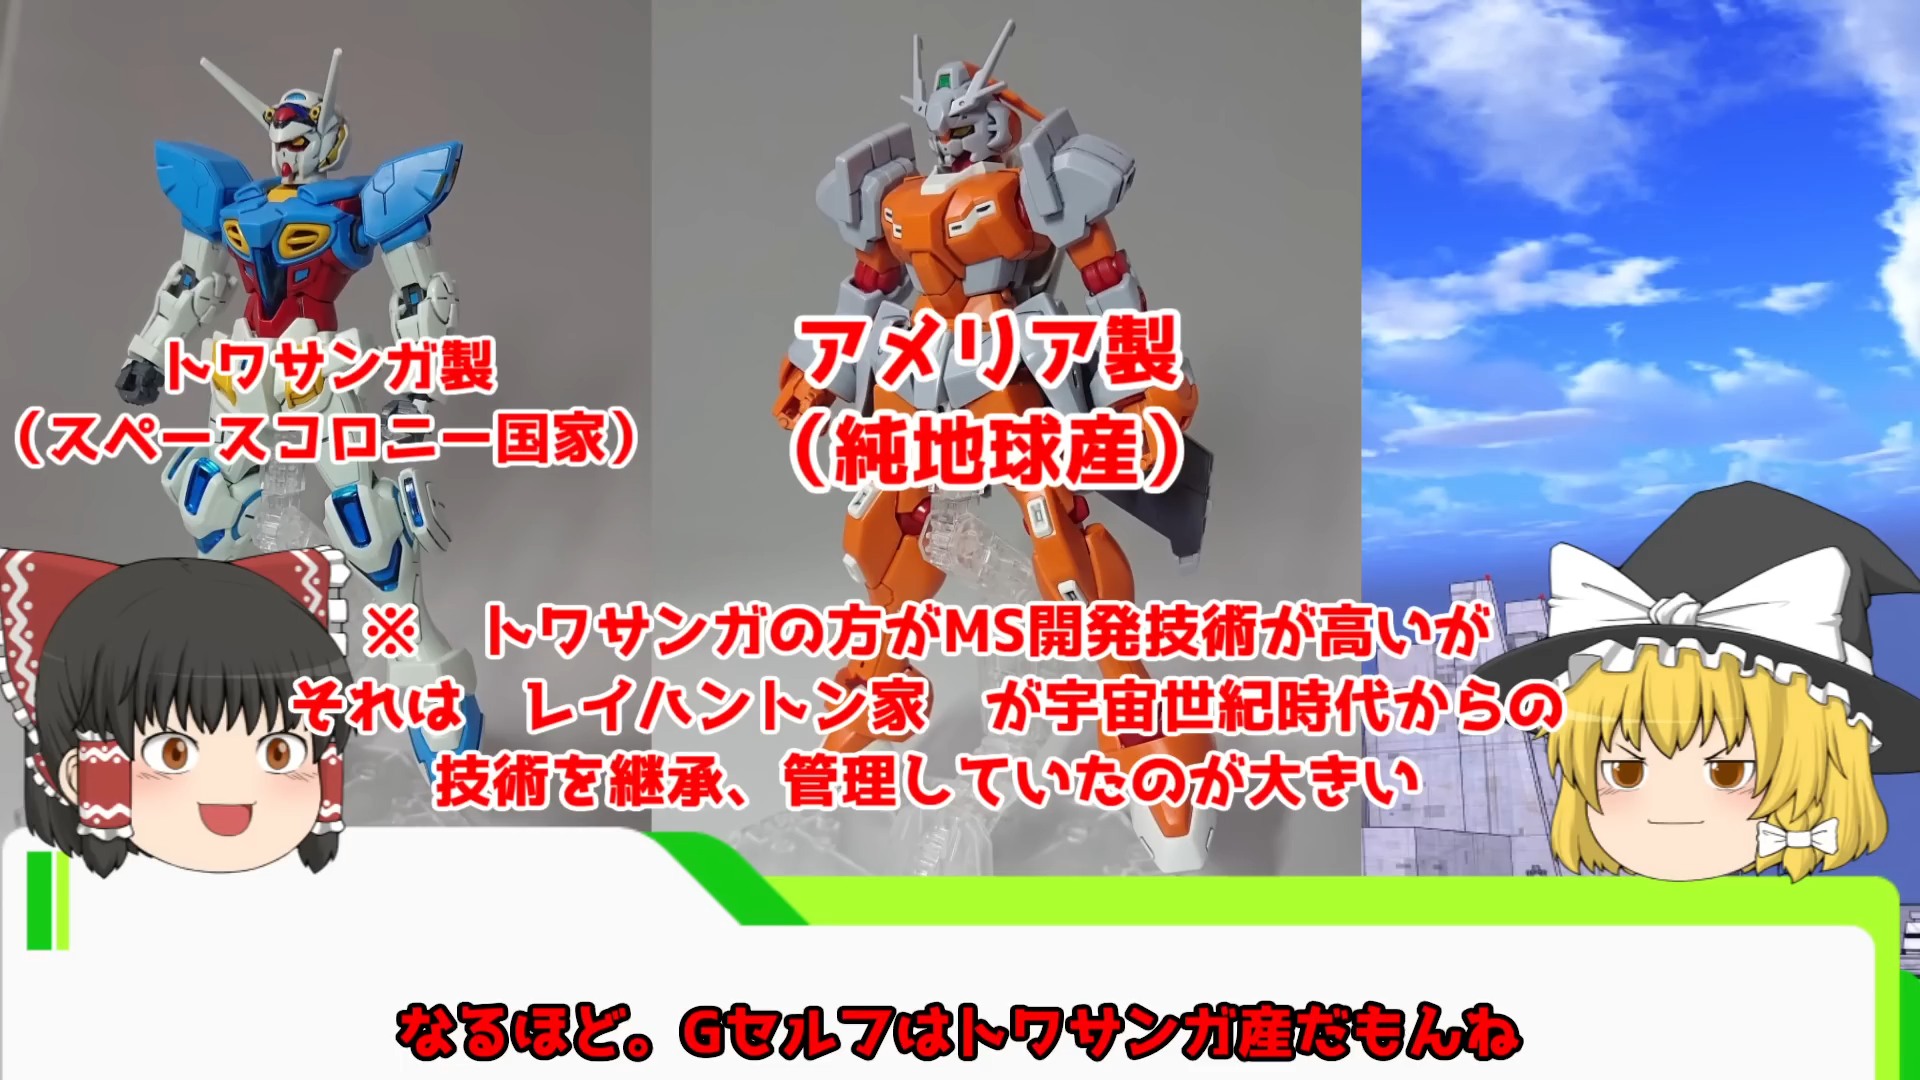 トワサンガ製
（スペースコロニー国家）
アメリア製
（純地球産）
※　トワサンガの方がMS開発技術が高いが
それは　レイハントン家　が宇宙世紀時代からの
技術を継承、管理していたのが大きい
なるほど。Gセルフはトワサンガ産だもんね